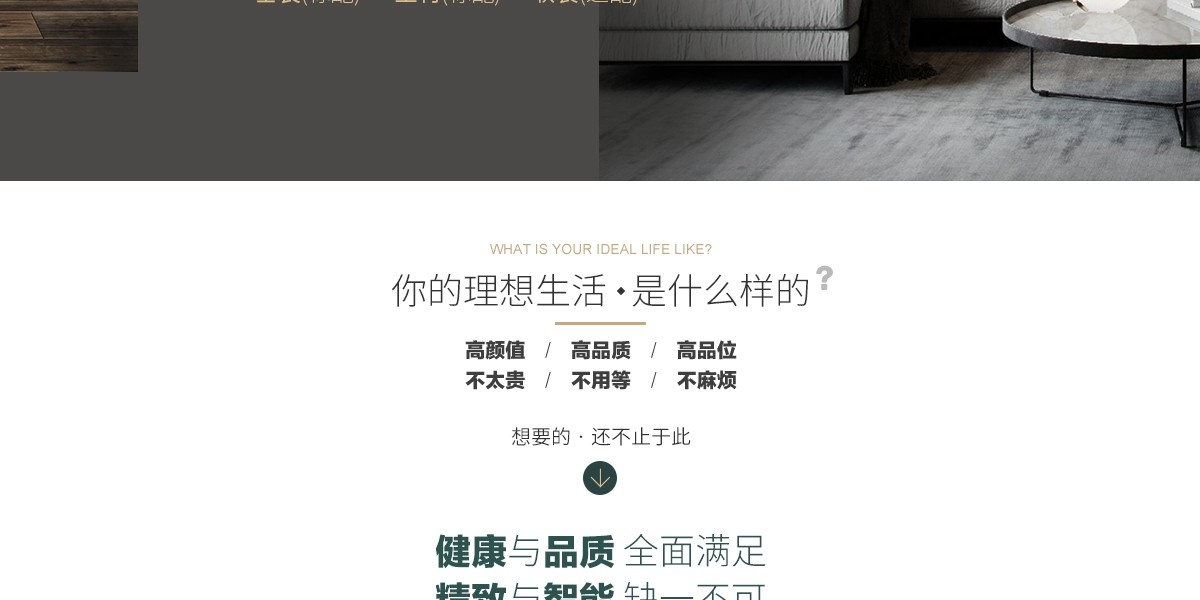 WHAT IS YOUR IDEAL LIFE LIKE?
你的理想生活·是什么样的?
高颜值 / 高品质 / 高品位
不太贵 / 不用等 / 不麻烦
想要的 · 还不止于此
健康与品质 全面满足
精致与智能 缺一不可